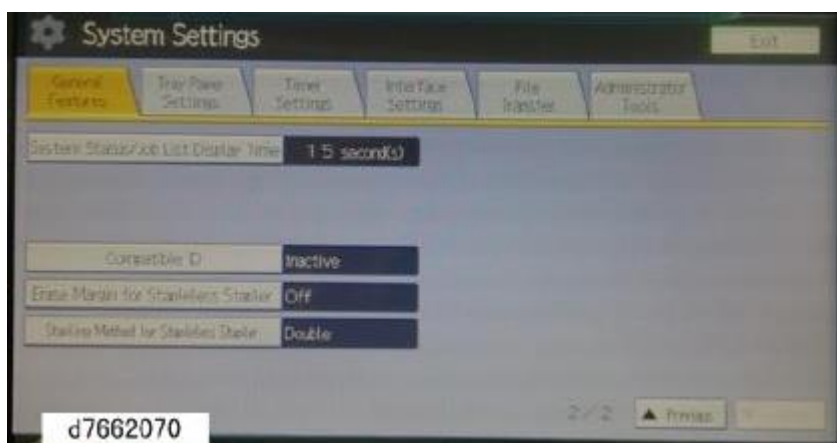 System Settings
Exit
General Features
Tray Paper Settings
Timer Settings
Interface Settings
File Transfer
Administrator Tools
System Status/Job List Display Time
15 second(s)
Compatible ID
Inactive
Erase Margin for Stapleless Stapler
Off
Stapling Method for Stapleless Stapler
Double
2/2
▲ Previous
d7662070